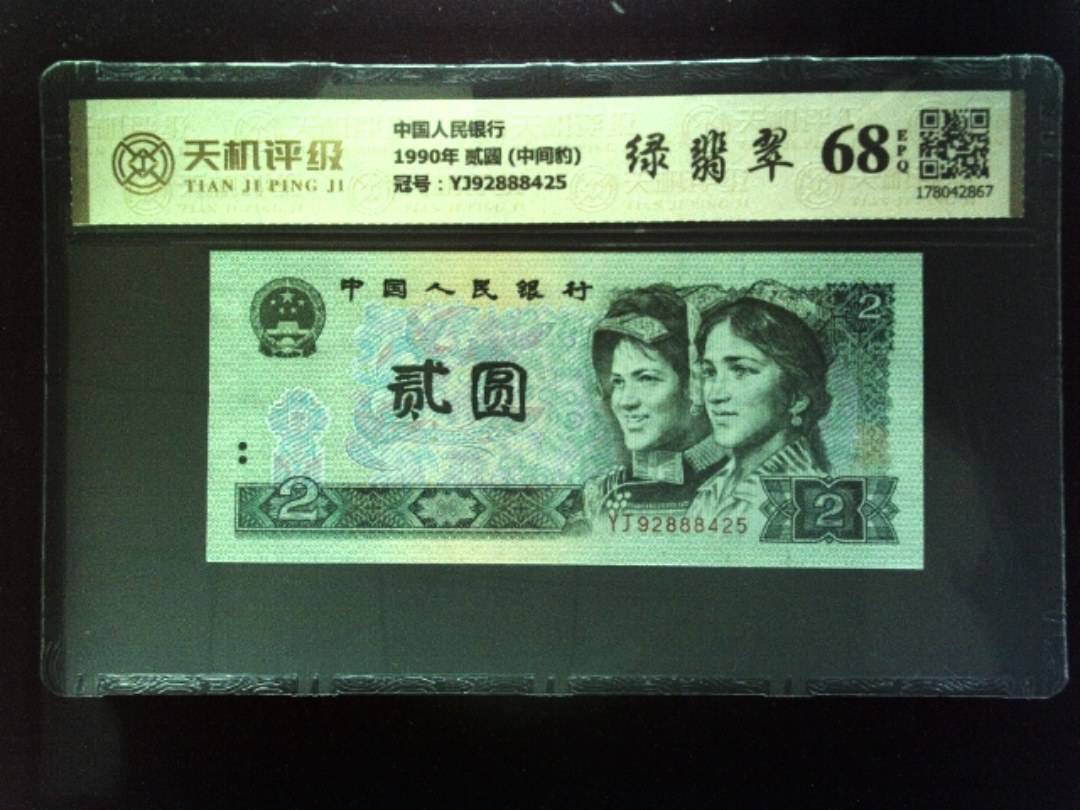 天机评级
TIAN JI PING JI
中国人民银行
1990年 贰圆 (中间豹)
冠号：YJ92888425
绿翡翠
68
EPQ
178042867
中国人民银行
2
贰圆
2
YJ92888425
2